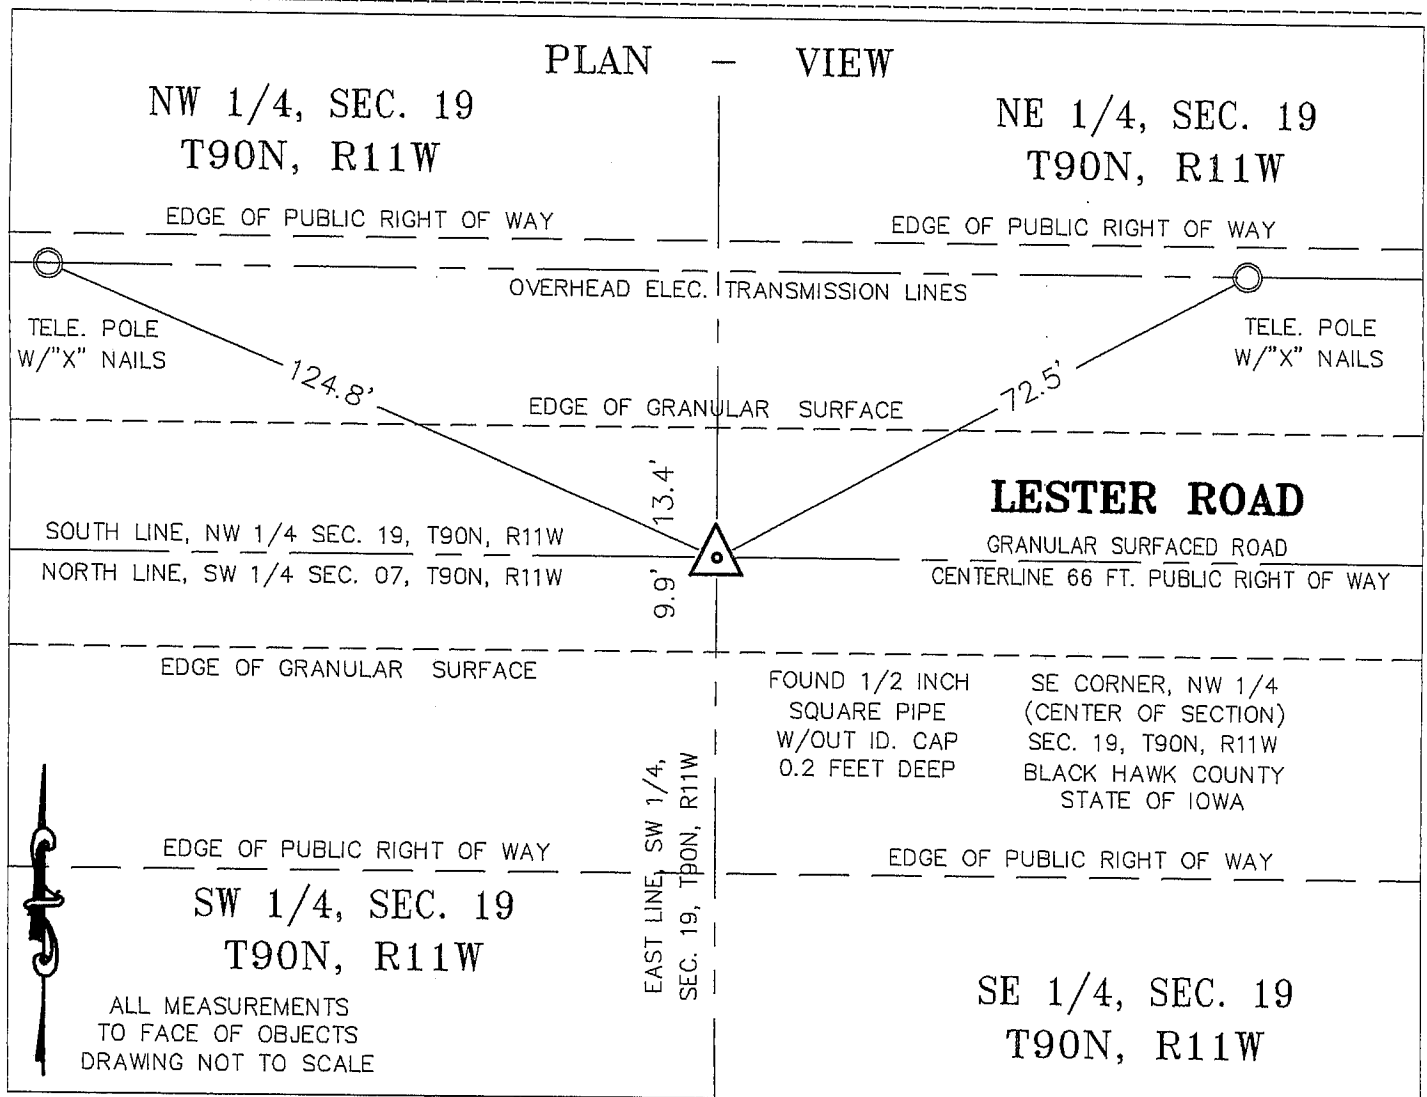 PLAN - VIEW
NW 1/4, SEC. 19
T90N, R11W
NE 1/4, SEC. 19
T90N, R11W
EDGE OF PUBLIC RIGHT OF WAY
EDGE OF PUBLIC RIGHT OF WAY
OVERHEAD ELEC. TRANSMISSION LINES
TELE. POLE
W/"X" NAILS
TELE. POLE
W/"X" NAILS
124.8'
72.5'
EDGE OF GRANULAR SURFACE
13.4'
9.9'
LESTER ROAD
SOUTH LINE, NW 1/4 SEC. 19, T90N, R11W
NORTH LINE, SW 1/4 SEC. 07, T90N, R11W
GRANULAR SURFACED ROAD
CENTERLINE 66 FT. PUBLIC RIGHT OF WAY
EDGE OF GRANULAR SURFACE
FOUND 1/2 INCH
SQUARE PIPE
W/OUT ID. CAP
0.2 FEET DEEP
SE CORNER, NW 1/4
(CENTER OF SECTION)
SEC. 19, T90N, R11W
BLACK HAWK COUNTY
STATE OF IOWA
EAST LINE, SW 1/4,
SEC. 19, T90N, R11W
EDGE OF PUBLIC RIGHT OF WAY
EDGE OF PUBLIC RIGHT OF WAY
SW 1/4, SEC. 19
T90N, R11W
ALL MEASUREMENTS
TO FACE OF OBJECTS
DRAWING NOT TO SCALE
SE 1/4, SEC. 19
T90N, R11W